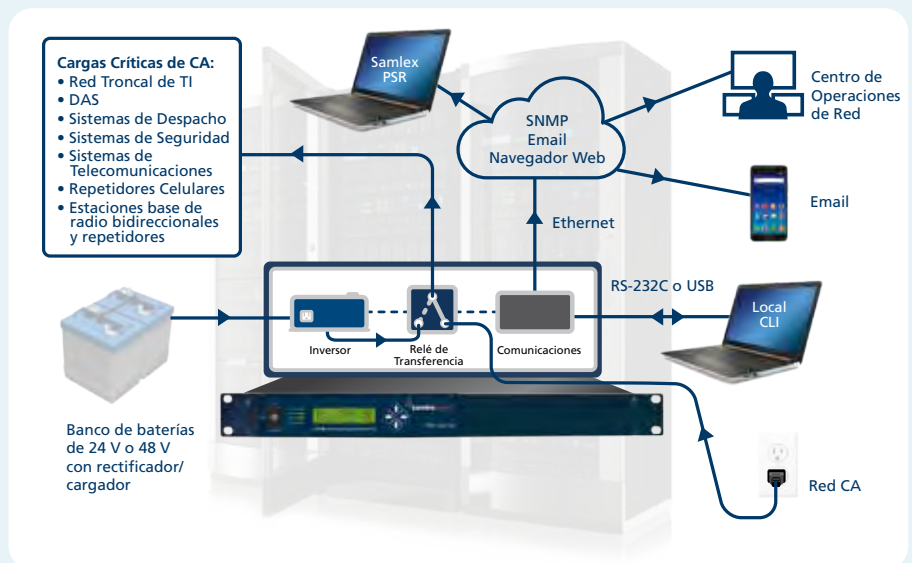 Cargas Críticas de CA:
• Red Troncal de TI
• DAS
• Sistemas de Despacho
• Sistemas de Seguridad
• Sistemas de
Telecomunicaciones
• Repetidores Celulares
• Estaciones base de
radio bidireccionales
y repetidores
Samlex
PSR
SNMP
Email
Navegador Web
Centro de
Operaciones
de Red
Email
Ethernet
RS-232C o USB
Local
CLI
Inversor
Relé de
Transferencia
Comunicaciones
Banco de baterías
de 24 V o 48 V
con rectificador/
cargador
Red CA